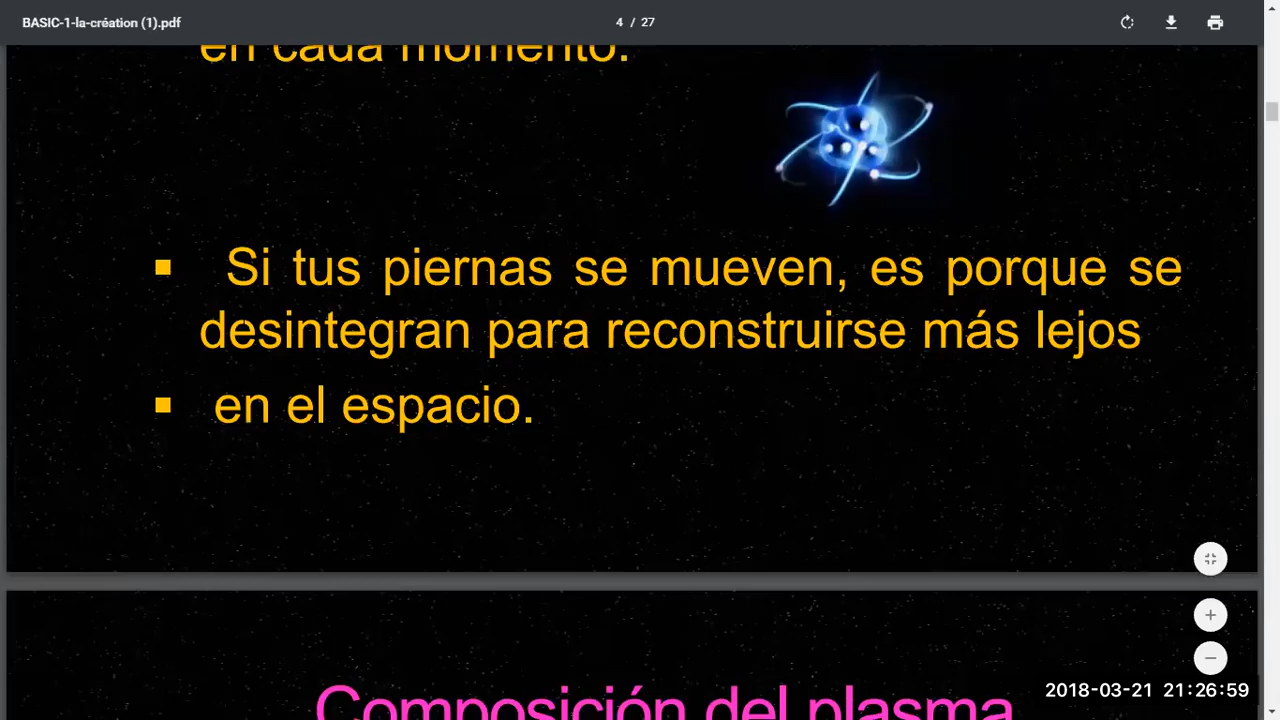 BASIC-1-la-création (1).pdf
4 / 27
en cada momento.
▪ Si tus piernas se mueven, es porque se
desintegran para reconstruirse más lejos
▪ en el espacio.
Composición del plasma
2018-03-21 21:26:59